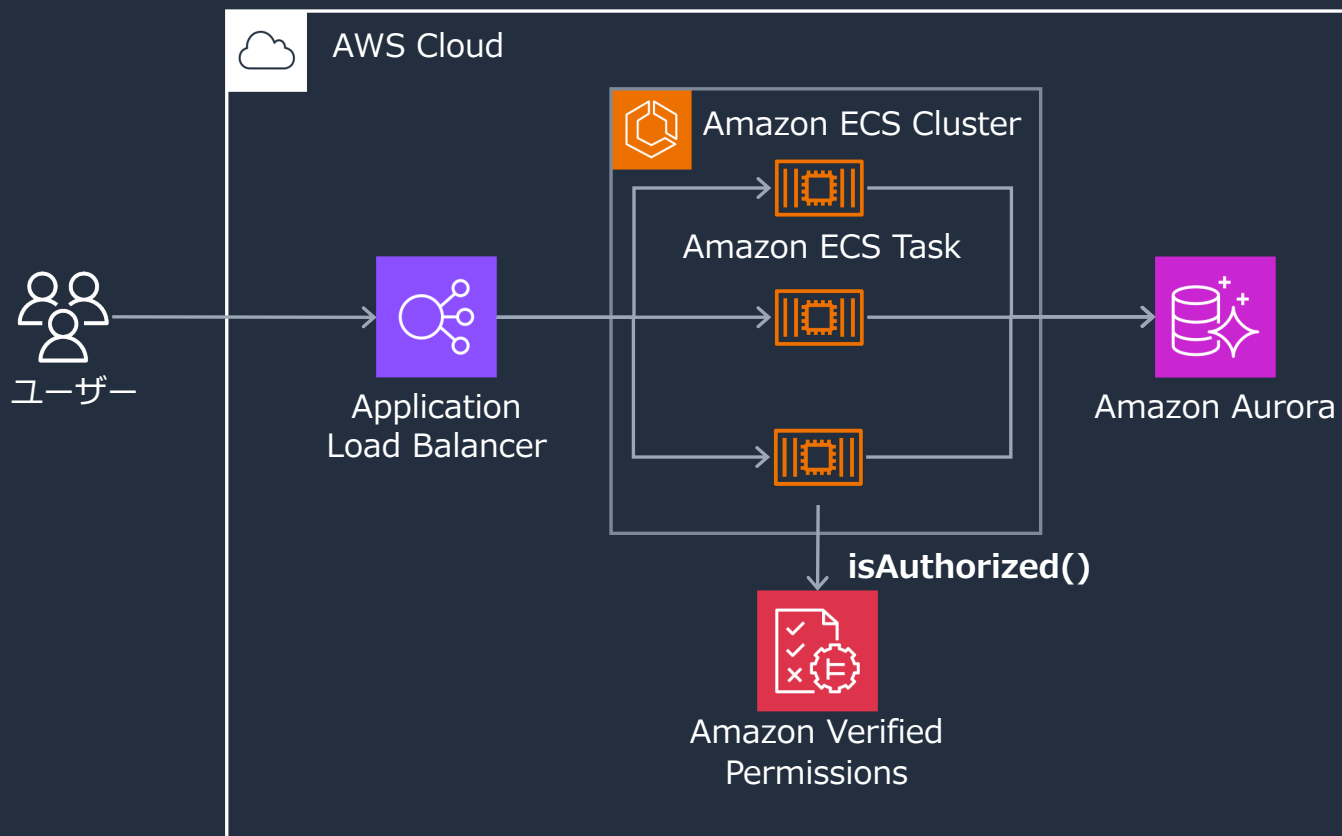 AWS Cloud
Amazon ECS Cluster
Amazon ECS Task
ユーザー
Application
Load Balancer
Amazon Aurora
isAuthorized()
Amazon Verified
Permissions